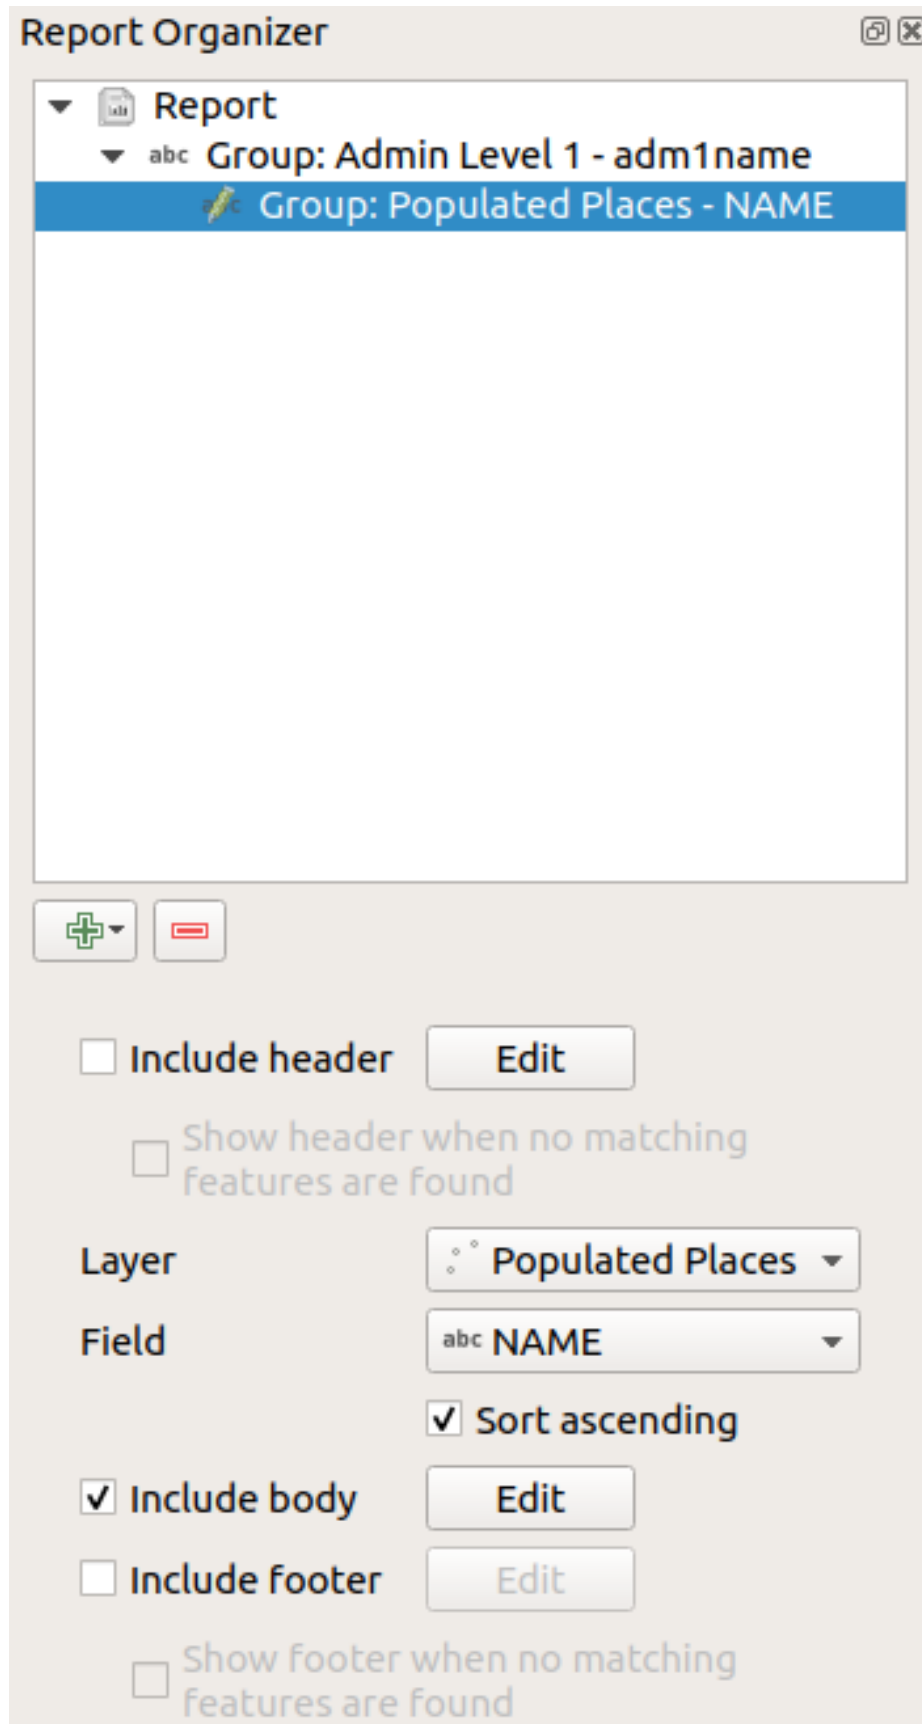 Report Organizer
Report
abc Group: Admin Level 1 - adm1name
Group: Populated Places - NAME
Include header Edit
Show header when no matching
features are found
Layer Populated Places
Field abc NAME
Sort ascending
Include body Edit
Include footer Edit
Show footer when no matching
features are found